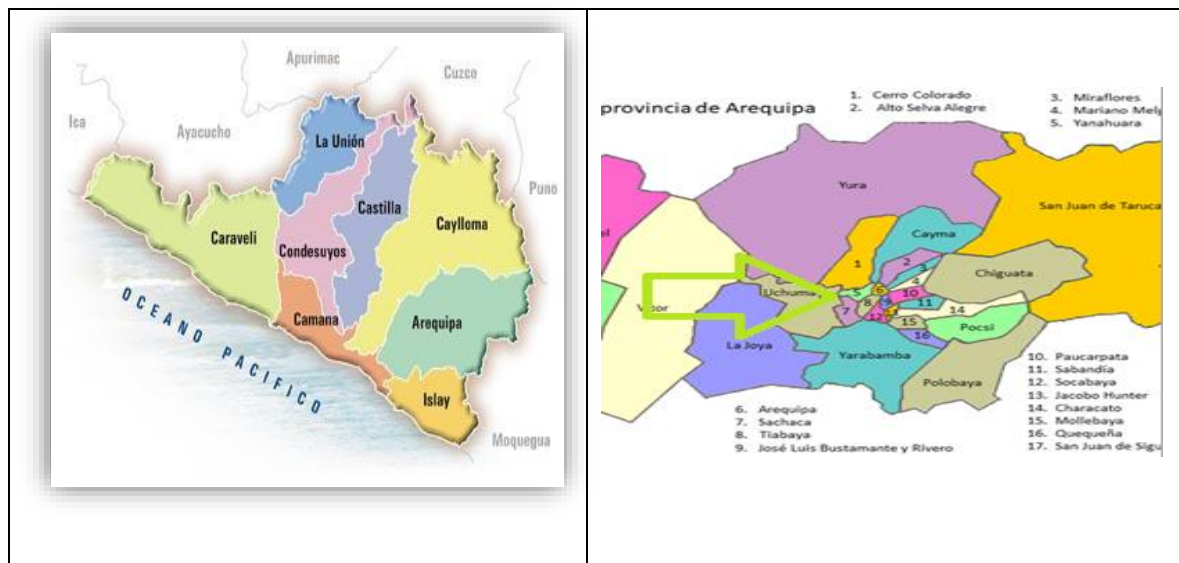 Apurimac
Cuzco
Ica
Ayacucho
La Unión
Puno
Castilla
Caraveli
Caylloma
Condesuyos
Camana
Arequipa
OCEANO PACIFICO
Islay
Moquegua
provincia de Arequipa
1. Cerro Colorado
2. Alto Selva Alegre
3. Miraflores
4. Mariano Melg
5. Yanahuara
Yura
San Juan de Taruca
Cayma
1
2
3
4
Chiguata
5
6
Uchuma
8
9
10
11
7
12
14
15
Pocsi
16
La Joya
Yarabamba
Polobaya
6. Arequipa
7. Sachaca
8. Tiabaya
9. José Luis Bustamante y Rivero
10. Paucarpata
11. Sabandía
12. Socabaya
13. Jacobo Hunter
14. Characato
15. Mollebaya
16. Quequeña
17. San Juan de Sigu